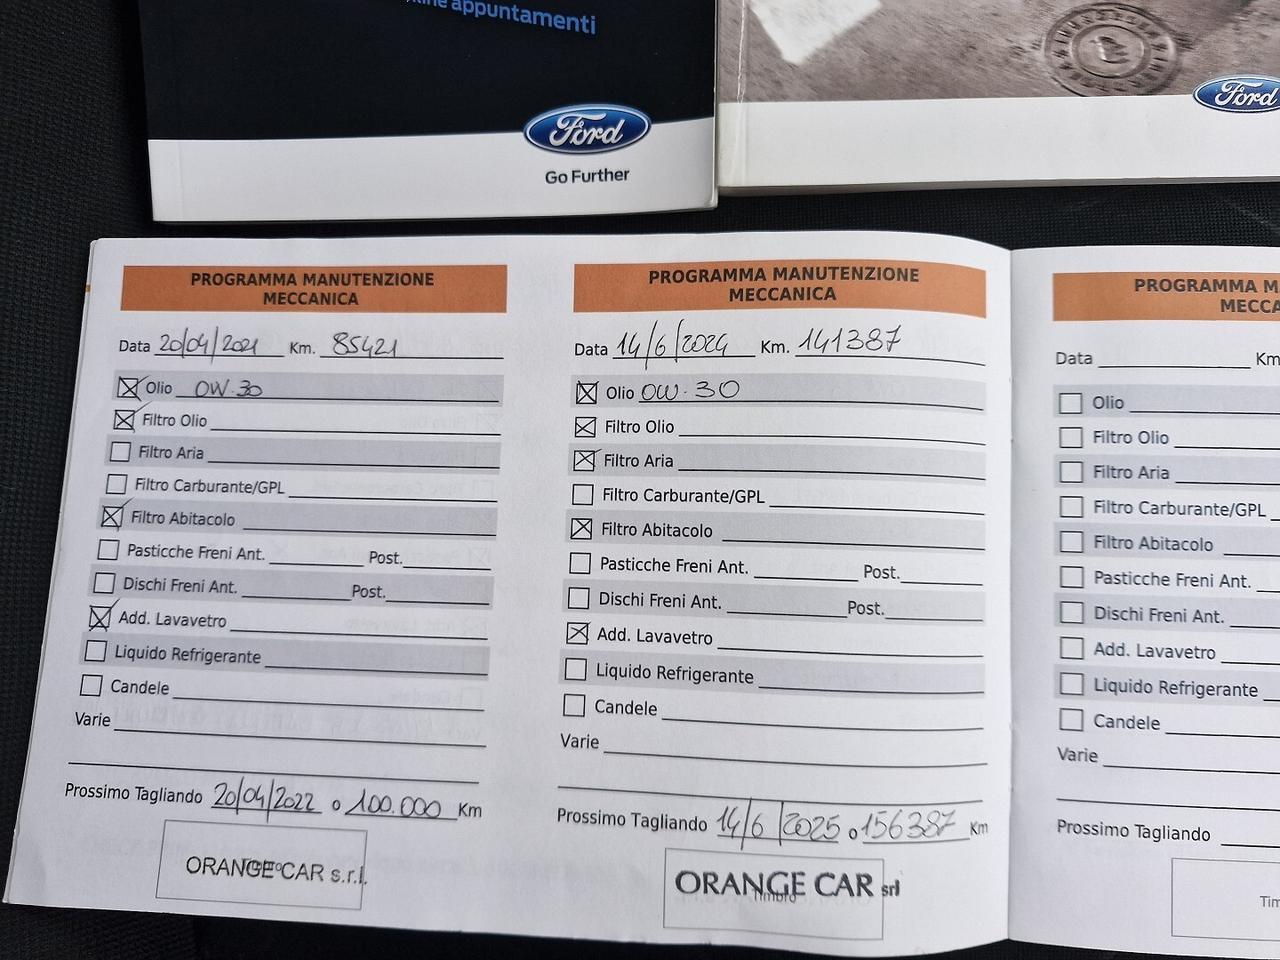 online appuntamenti
Ford
Go Further
Ford
PROGRAMMA MANUTENZIONE
MECCANICA
Data 20/04/2021 Km. 85421
Olio 0W-30
Filtro Olio
Filtro Aria
Filtro Carburante/GPL
Filtro Abitacolo
Pasticche Freni Ant. Post.
Dischi Freni Ant. Post.
Add. Lavavetro
Liquido Refrigerante
Candele
Varie
Prossimo Tagliando 20/04/2022 o 100.000 Km
Timbro
ORANGE CAR s.r.l.
PROGRAMMA MANUTENZIONE
MECCANICA
Data 14/6/2024 Km. 141387
Olio 0W-30
Filtro Olio
Filtro Aria
Filtro Carburante/GPL
Filtro Abitacolo
Pasticche Freni Ant. Post.
Dischi Freni Ant. Post.
Add. Lavavetro
Liquido Refrigerante
Candele
Varie
Prossimo Tagliando 14/6/2025 o 156387 Km
Timbro
ORANGE CAR srl
PROGRAMMA M
MECCA
Data Km
Olio
Filtro Olio
Filtro Aria
Filtro Carburante/GPL
Filtro Abitacolo
Pasticche Freni Ant.
Dischi Freni Ant.
Add. Lavavetro
Liquido Refrigerante
Candele
Varie
Prossimo Tagliando
Tim